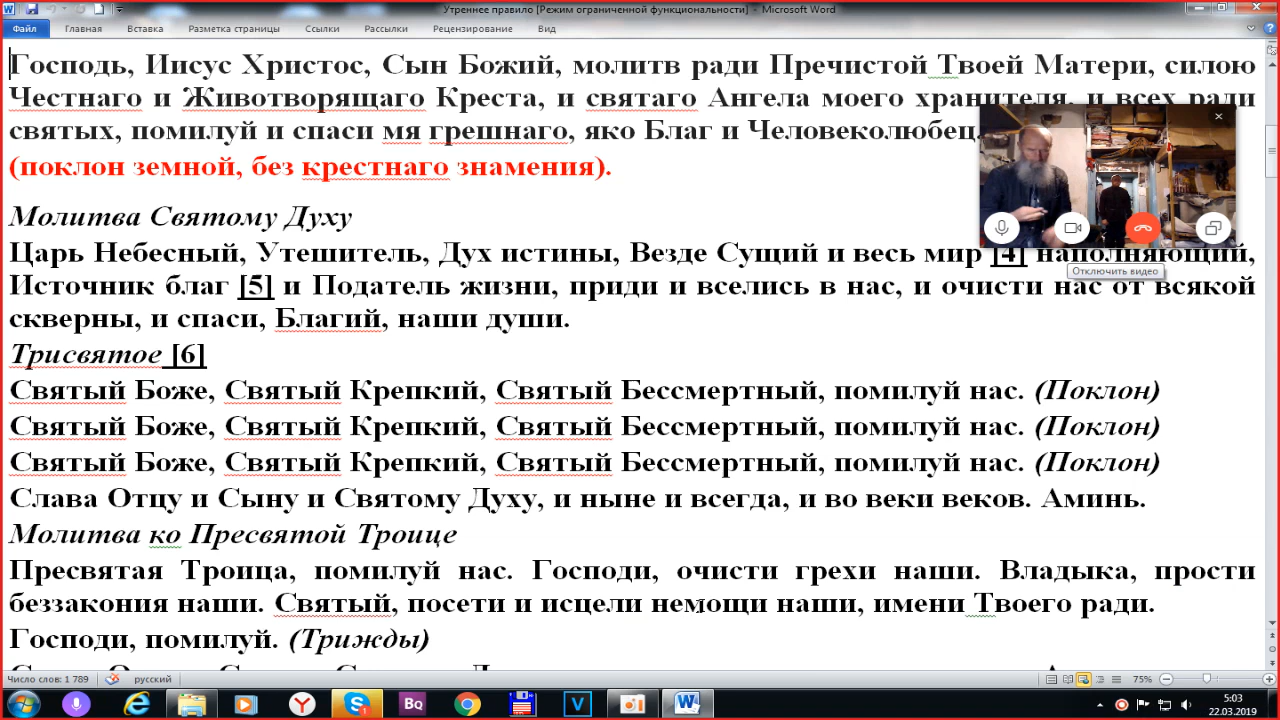 Утреннее правило [Режим ограниченной функциональности] - Microsoft Word
Файл Главная Вставка Разметка страницы Ссылки Рассылки Рецензирование Вид
Господь, Иисус Христос, Сын Божий, молитв ради Пречистой Твоей Матери, силою
Честнаго и Животворящаго Креста, и святаго Ангела моего хранителя, и всех ради
святых, помилуй и спаси мя грешнаго, яко Благ и Человеколюбец.
(поклон земной, без крестнаго знамения).
Молитва Святому Духу
Царь Небесный, Утешитель, Дух истины, Везде Сущий и весь мир [4] наполняющий,
Отключить видео
Источник благ [5] и Податель жизни, приди и вселись в нас, и очисти нас от всякой
скверны, и спаси, Благий, наши души.
Трисвятое [6]
Святый Боже, Святый Крепкий, Святый Бессмертный, помилуй нас. (Поклон)
Святый Боже, Святый Крепкий, Святый Бессмертный, помилуй нас. (Поклон)
Святый Боже, Святый Крепкий, Святый Бессмертный, помилуй нас. (Поклон)
Слава Отцу и Сыну и Святому Духу, и ныне и всегда, и во веки веков. Аминь.
Молитва ко Пресвятой Троице
Пресвятая Троица, помилуй нас. Господи, очисти грехи наши. Владыка, прости
беззакония наши. Святый, посети и исцели немощи наши, имени Твоего ради.
Господи, помилуй. (Трижды)
Число слов: 1 789 русский 75%
Bq V 5:03
22.03.2019